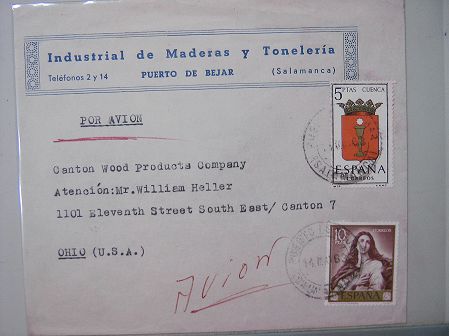 Industrial de Maderas y Tonelería
Teléfonos 2 y 14 PUERTO DE BEJAR (Salamanca)
5 PTAS CUENCA
ESPAÑA
CORREOS
POR AVION
Canton Wood Products Company
Atención:Mr.William Heller
1101 Eleventh Street South East/ Canton 7
OHIO (U.S.A.)
Avion
10 PTAS CORREOS
ESPAÑA